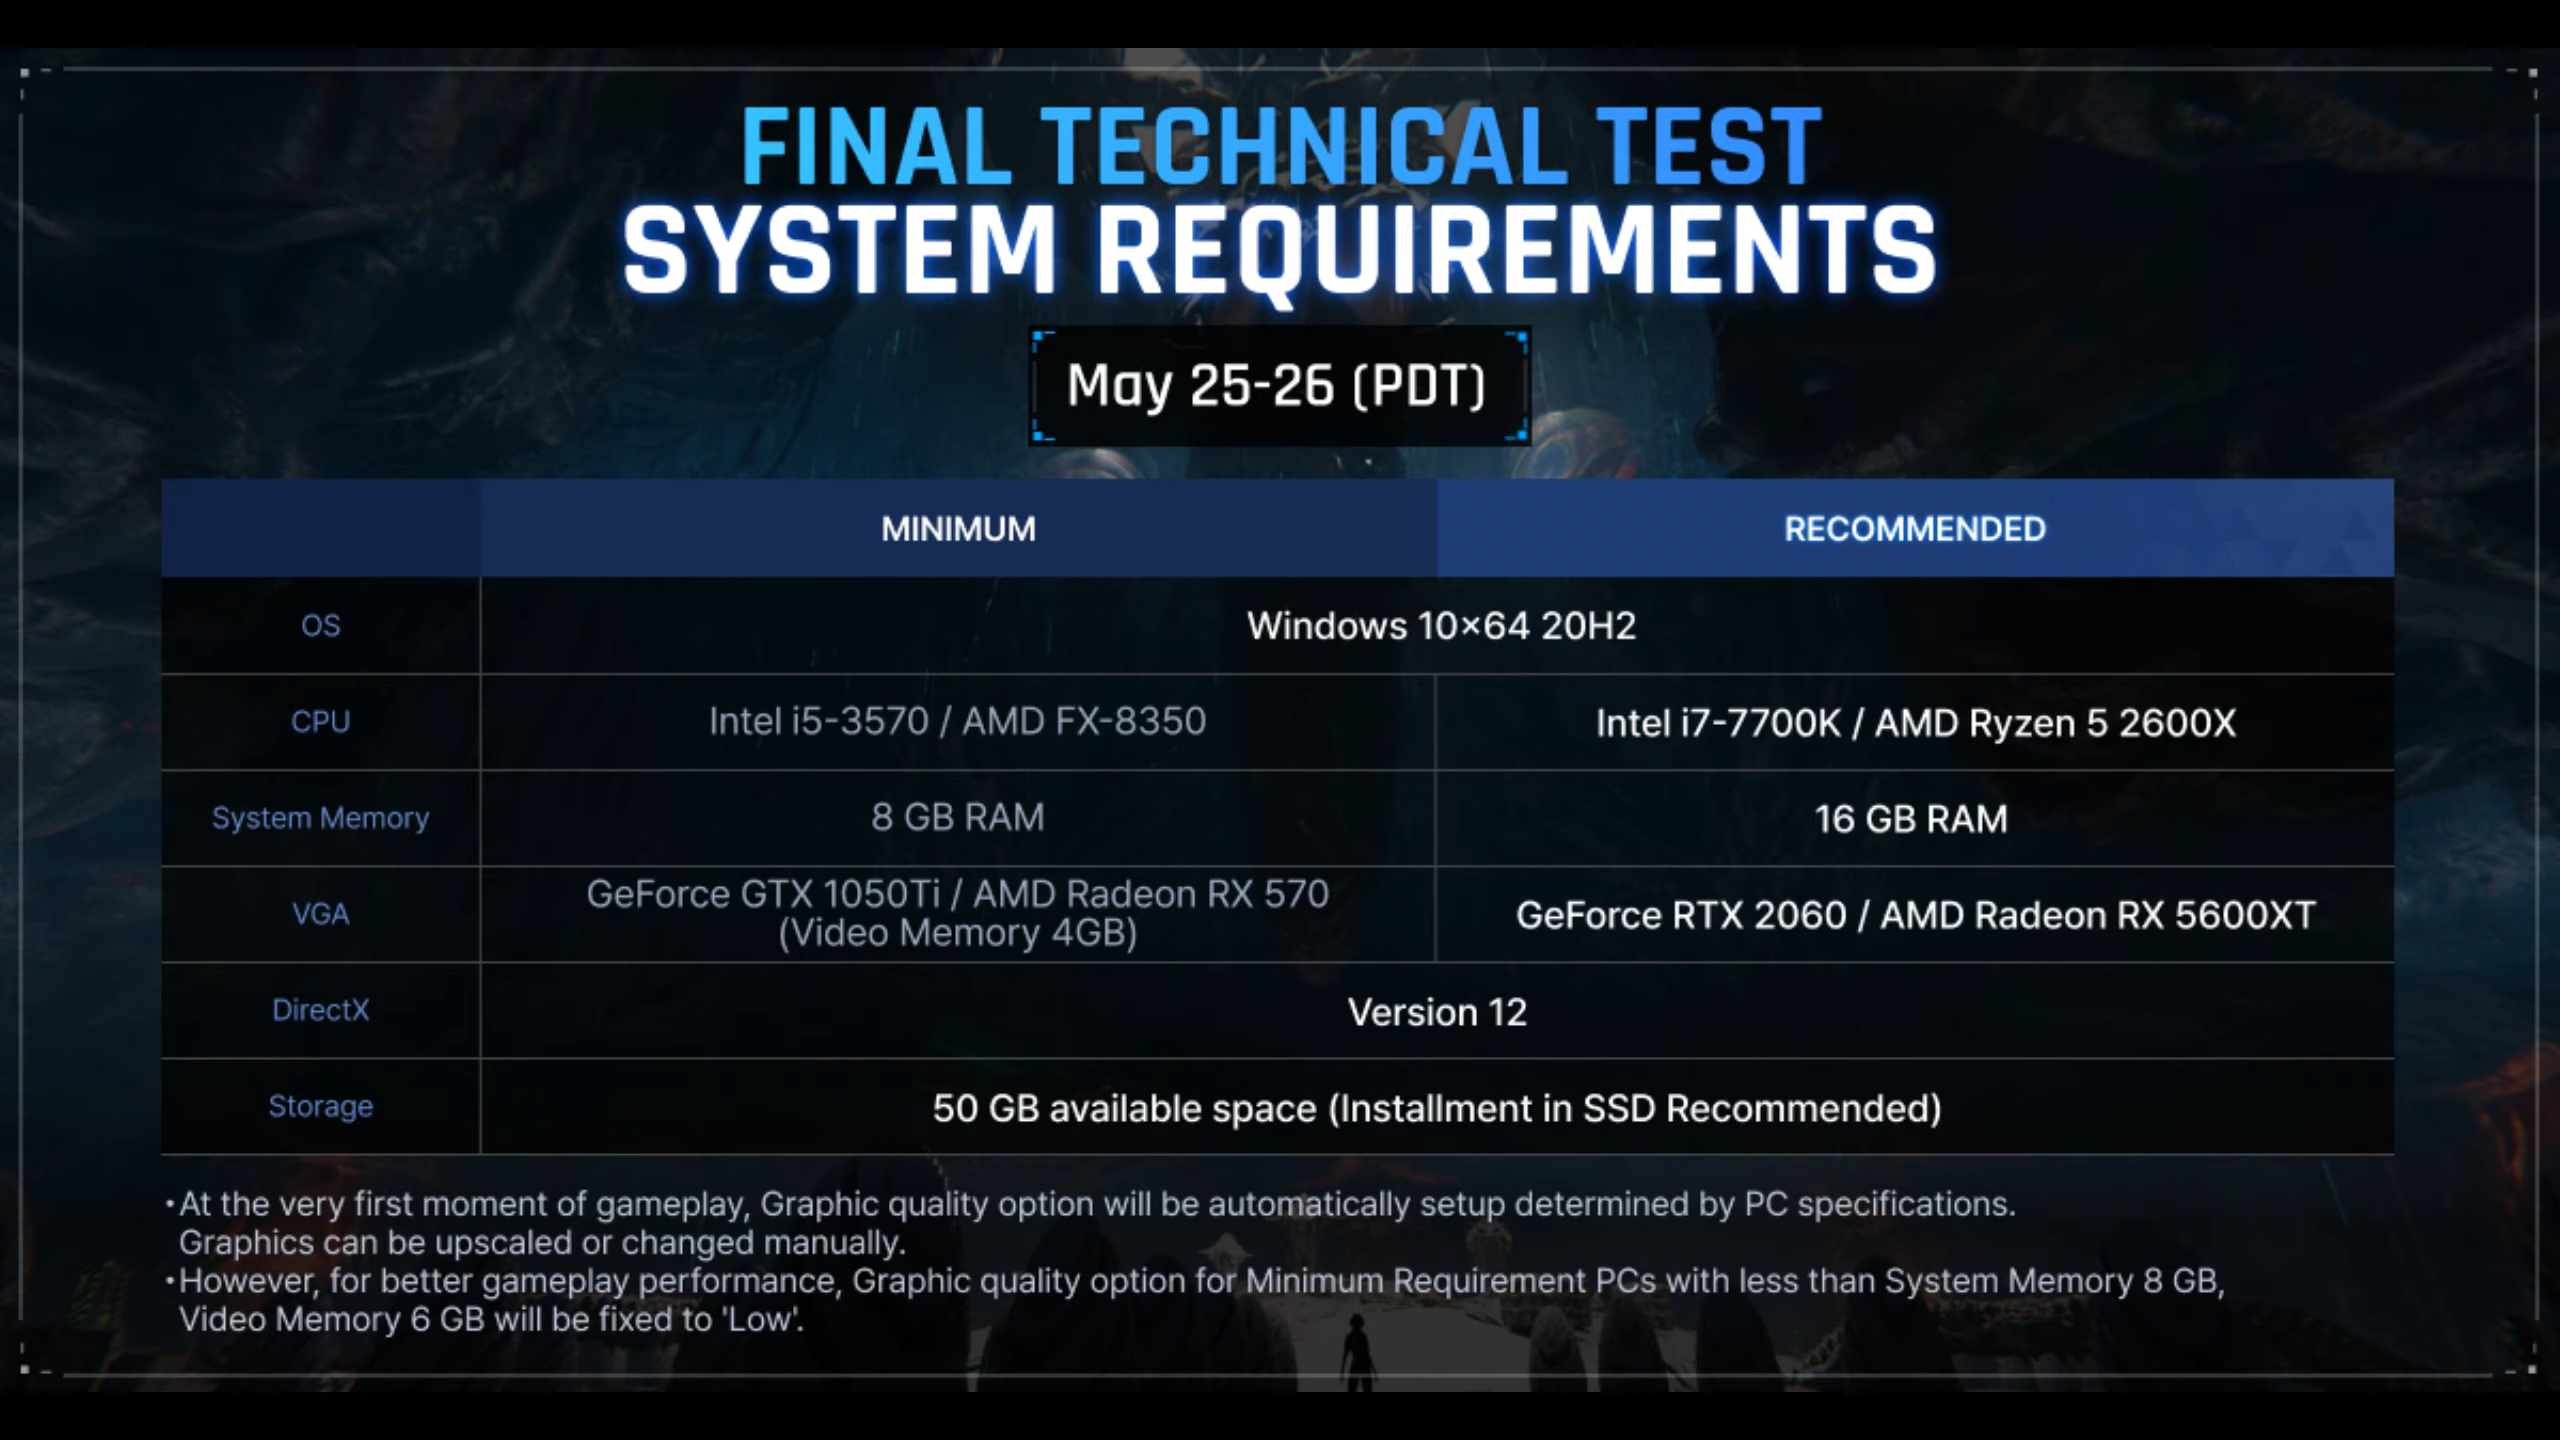 FINAL TECHNICAL TEST
SYSTEM REQUIREMENTS
May 25-26 (PDT)
MINIMUM RECOMMENDED
OS Windows 10×64 20H2
CPU Intel i5-3570 / AMD FX-8350 Intel i7-7700K / AMD Ryzen 5 2600X
System Memory 8 GB RAM 16 GB RAM
VGA GeForce GTX 1050Ti / AMD Radeon RX 570
(Video Memory 4GB) GeForce RTX 2060 / AMD Radeon RX 5600XT
DirectX Version 12
Storage 50 GB available space (Installment in SSD Recommended)
•At the very first moment of gameplay, Graphic quality option will be automatically setup determined by PC specifications.
Graphics can be upscaled or changed manually.
•However, for better gameplay performance, Graphic quality option for Minimum Requirement PCs with less than System Memory 8 GB,
Video Memory 6 GB will be fixed to 'Low'.